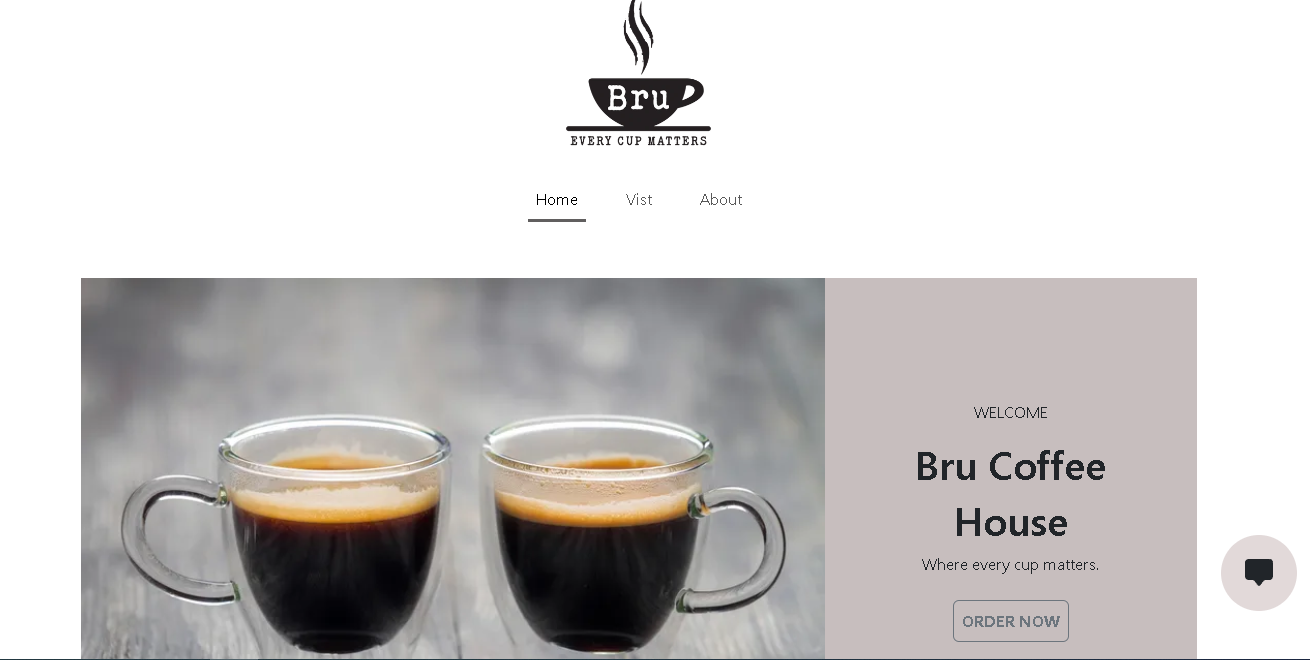 Bru
EVERY CUP MATTERS
Home Vist About
WELCOME
Bru Coffee
House
Where every cup matters.
ORDER NOW